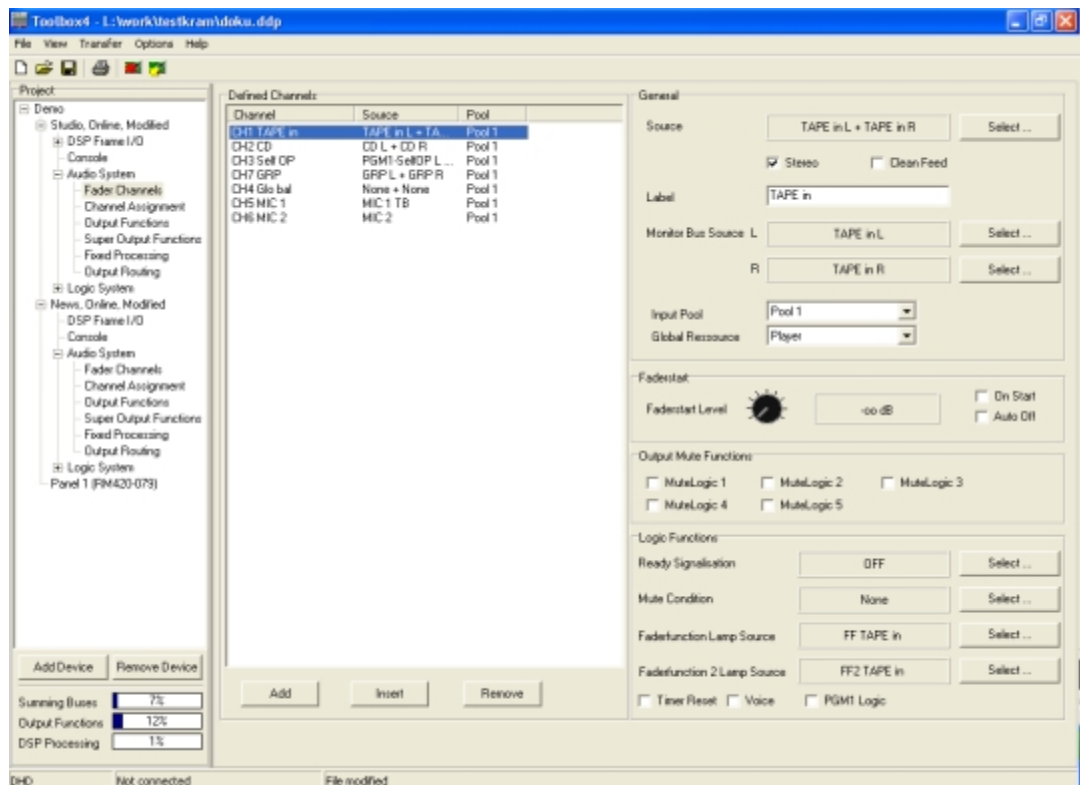 Toolbox4 - L:\work\testkram\doku.ddp
File View Transfer Options Help
Project
Demo
Studio, Online, Modified
DSP Frame I/O
Console
Audio System
Fader Channels
Channel Assignment
Output Functions
Super Output Functions
Fixed Processing
Output Routing
Logic System
News, Online, Modified
DSP Frame I/O
Console
Audio System
Fader Channels
Channel Assignment
Output Functions
Super Output Functions
Fixed Processing
Output Routing
Logic System
Panel 1 (RM420-079)
Add Device Remove Device
Summing Buses 7%
Output Functions 12%
DSP Processing 1%
Defined Channels
Channel Source Pool
CH1 TAPE in TAPE in L + TA... Pool 1
CH2 CD CD L + CD R Pool 1
CH3 Self OP PGM1-SelfOP L ... Pool 1
CH7 GRP GRP L + GRP R Pool 1
CH4 Glo bal None + None Pool 1
CH5 MIC 1 MIC 1 TB Pool 1
CH6 MIC 2 MIC 2 Pool 1
Add Insert Remove
General
Source TAPE in L + TAPE in R Select ...
Stereo Clean Feed
Label TAPE in
Monitor Bus Source L TAPE in L Select ...
R TAPE in R Select ...
Input Pool Pool 1
Global Ressource Player
Faderstart
Faderstart Level -oo dB
On Start
Auto Off
Output Mute Functions
MuteLogic 1 MuteLogic 2 MuteLogic 3
MuteLogic 4 MuteLogic 5
Logic Functions
Ready Signalisation OFF Select ...
Mute Condition None Select ...
Faderfunction Lamp Source FF TAPE in Select ...
Faderfunction 2 Lamp Source FF2 TAPE in Select ...
Timer Reset Voice PGM1 Logic
DHD Not connected File modified